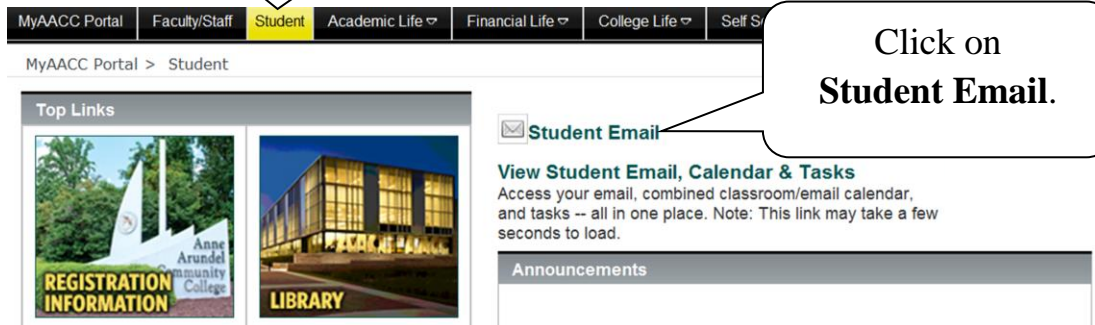 MyAACC Portal Faculty/Staff Student Academic Life Financial Life College Life Self
MyAACC Portal > Student
Click on
Student Email.
Top Links
Anne
Arundel
Community
College
REGISTRATION
INFORMATION
LIBRARY
Student Email
View Student Email, Calendar & Tasks
Access your email, combined classroom/email calendar,
and tasks -- all in one place. Note: This link may take a few
seconds to load.
Announcements